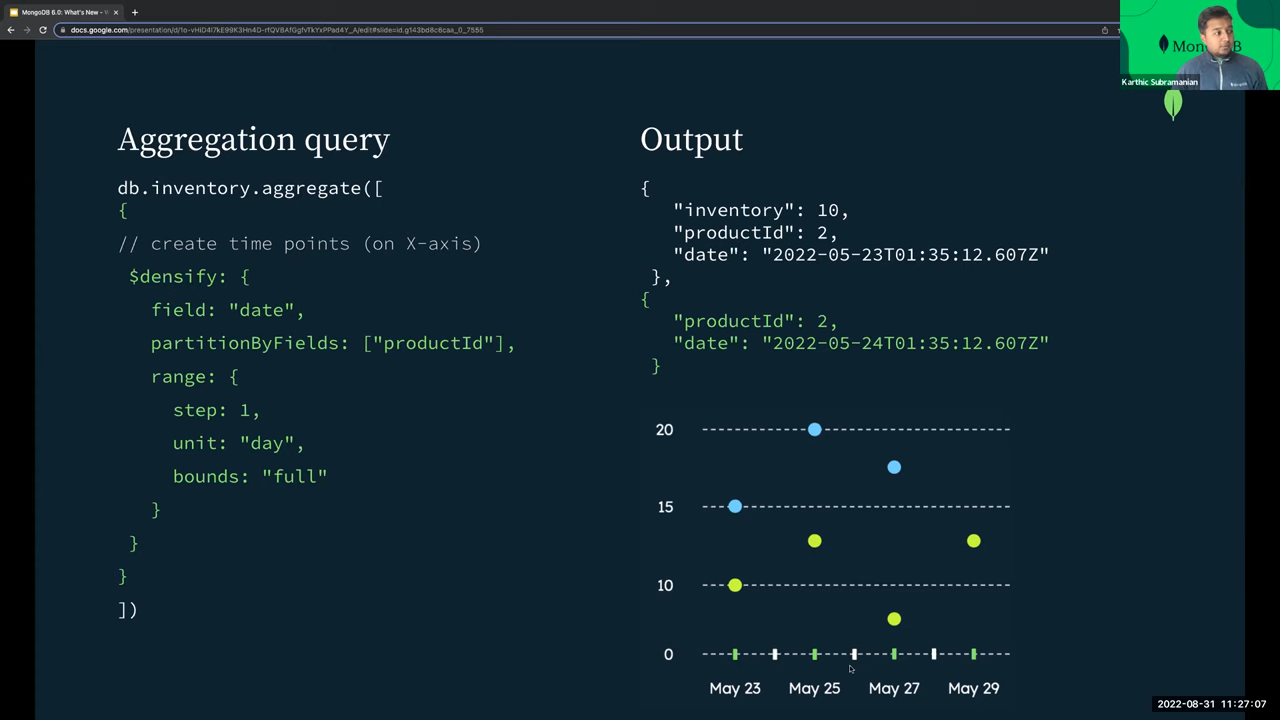 MongoDB 6.0: What's New - V
docs.google.com/presentation/d/1o-vHiD4l7kE99K3Hn4D-rfQVBAfGgfvTkYxPPad4Y_A/edit#slide=id.g143bd8c6caa_0_7555
Karthic Subramanian
Aggregation query
db.inventory.aggregate([
{
// create time points (on X-axis)
$densify: {
field: "date",
partitionByFields: ["productId"],
range: {
step: 1,
unit: "day",
bounds: "full"
}
}
}
])
Output
{
"inventory": 10,
"productId": 2,
"date": "2022-05-23T01:35:12.607Z"
},
{
"productId": 2,
"date": "2022-05-24T01:35:12.607Z"
}
20
15
10
0
May 23 May 25 May 27 May 29
2022-08-31 11:27:07